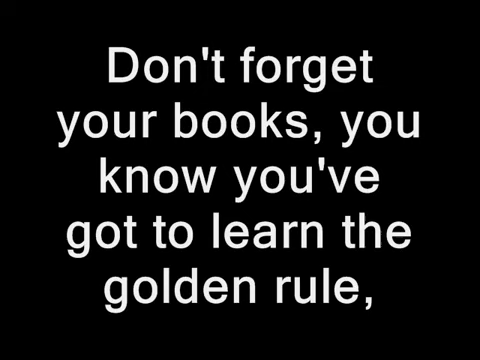 Don't forget
your books, you
know you've
got to learn the
golden rule,